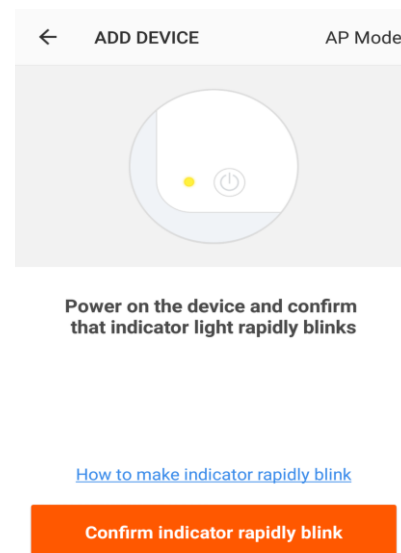 ADD DEVICE AP Mode
Power on the device and confirm
that indicator light rapidly blinks
How to make indicator rapidly blink
Confirm indicator rapidly blink